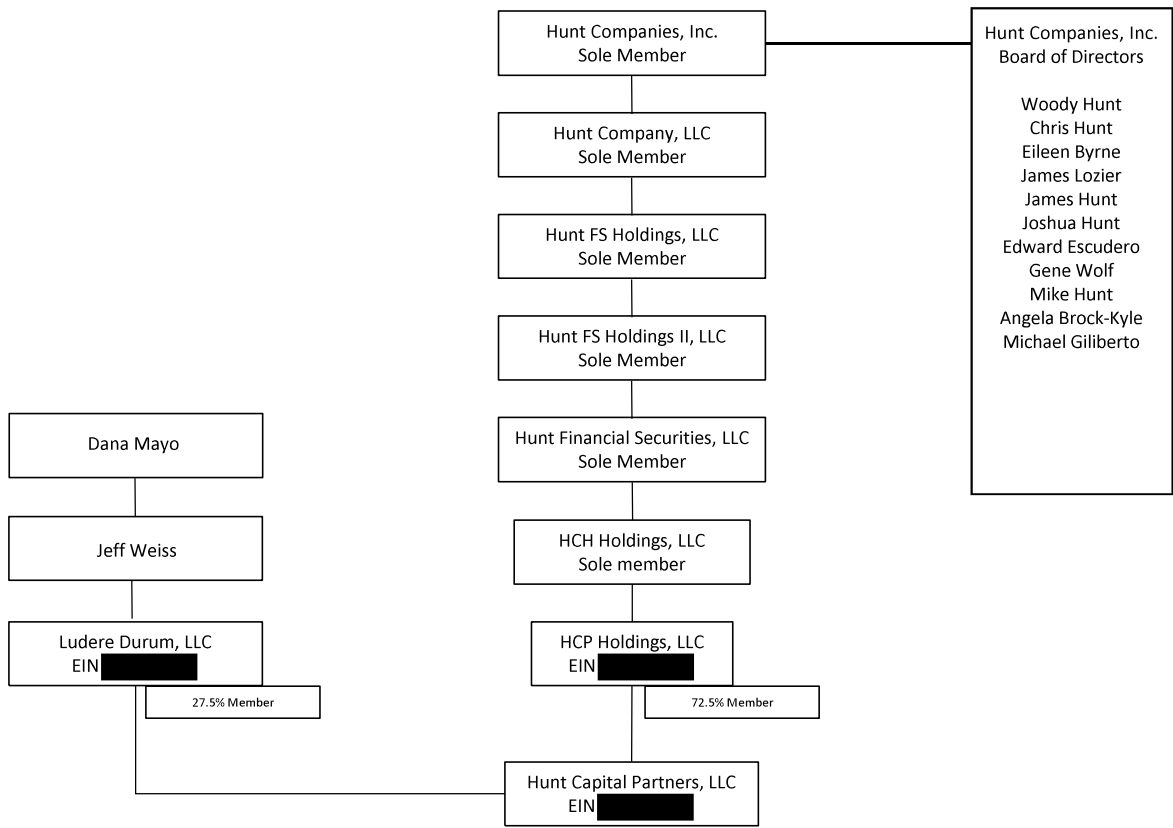 Hunt Companies, Inc.
Sole Member
Hunt Companies, Inc.
Board of Directors
Woody Hunt
Chris Hunt
Eileen Byrne
James Lozier
James Hunt
Joshua Hunt
Edward Escudero
Gene Wolf
Mike Hunt
Angela Brock-Kyle
Michael Giliberto
Hunt Company, LLC
Sole Member
Hunt FS Holdings, LLC
Sole Member
Hunt FS Holdings II, LLC
Sole Member
Hunt Financial Securities, LLC
Sole Member
HCH Holdings, LLC
Sole member
Dana Mayo
Jeff Weiss
Ludere Durum, LLC
EIN
27.5% Member
HCP Holdings, LLC
EIN
72.5% Member
Hunt Capital Partners, LLC
EIN